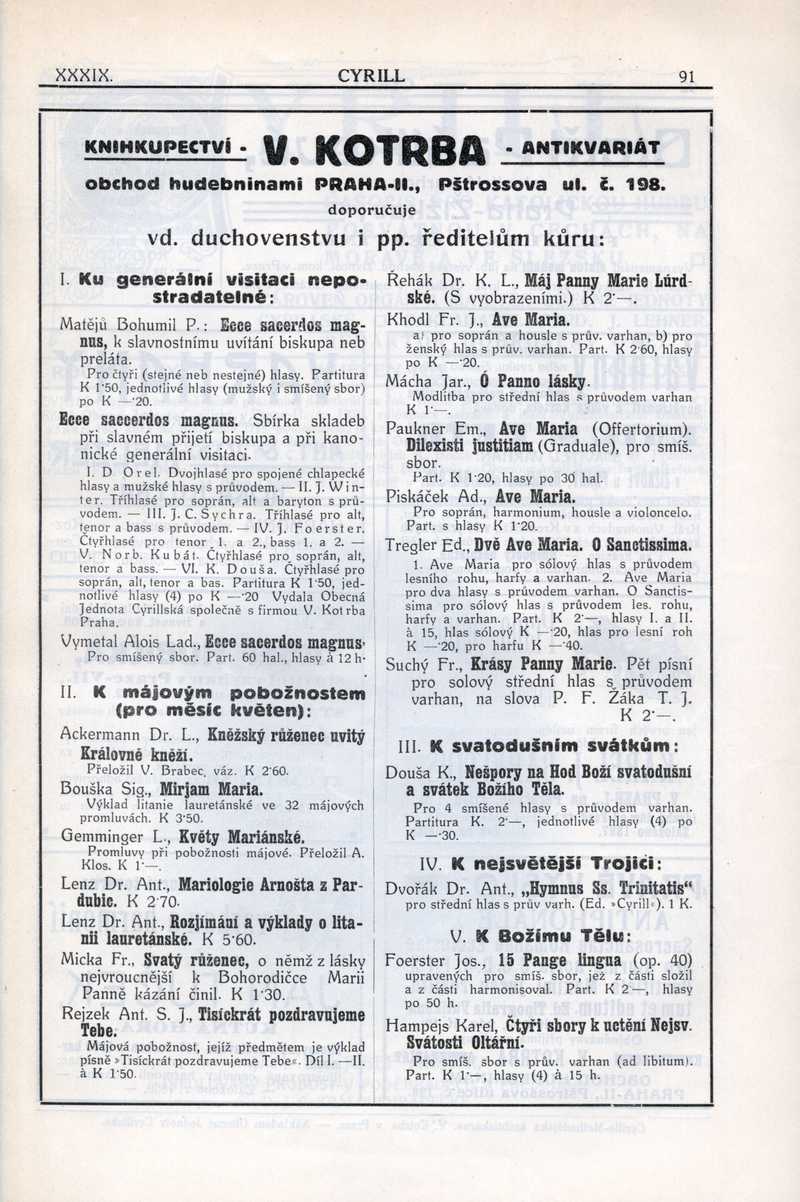 XXXIX. CYRILL 91
KNIHKUPECTVÍ - V. KOTRBA - ANTIKVARIÁT
obchod hudebninami PRAHA-II., Pštrossova ul. č. 198.
doporučuje
vd. duchovenstvu i pp. ředitelům kůru:
I. Ku generální visitaci nepo-
stradatelné:
Matějů Bohumil P.: Ecce sacerdos mag-
nus, k slavnostnímu uvítání biskupa neb
preláta.
Pro čtyři (stejné neb nestejné) hlasy. Partitura
K 1·50, jednotlivé hlasy (mužský i smíšený sbor)
po K —·20.
Ecce saccerdos magnus. Sbírka skladeb
při slavném přijetí biskupa a při kano-
nické generální visitaci.
I. D Orel. Dvojhlasé pro spojené chlapecké
hlasy a mužské hlasy s průvodem. — II. J. Win-
ter. Tříhlasé pro soprán, alt a baryton s prů-
vodem. — III. J. C. Sychra. Tříhlasé pro alt,
tenor a bass s průvodem. — IV. J. Foerster.
Čtyřhlasé pro tenor 1. a 2., bass 1. a 2. —
V. Norb. Kubát. Čtyřhlasé pro soprán, alt,
tenor a bass. — VI. K. Douša. Čtyřhlasé pro
soprán, alt, tenor a bas. Partitura K 1·50, jed-
notlivé hlasy (4) po K —·20 Vydala Obecná
Jednota Cyrillská společně s firmou V. Kotrba
Praha.
Vymetal Alois Lad., Ecce sacerdos magnus·
Pro smíšený sbor. Part. 60 hal., hlasy à 12 h·
II. K májovým pobožnostem
(pro měsíc květen):
Ackermann Dr. L., Kněžský růženec uvitý
Královně kněží.
Přeložil V. Brabec, váz. K 2·60.
Bouška Sig., Mirjam Maria.
Výklad litanie lauretánské ve 32 májových
promluvách. K 3·50.
Gemminger L., Květy Mariánské.
Promluvy při pobožnosti májové. Přeložil A.
Klos. K 1·—.
Lenz Dr. Ant., Mariologie Arnošta z Par-
dubic. K 2·70.
Lenz Dr. Ant., Rozjímání a výklady o lita-
nii lauretánské. K 5·60.
Micka Fr., Svatý růženec, o němž z lásky
nejvroucnější k Bohorodičce Marii
Panně kázání činil. K 1·30.
Rejzek Ant. S. J., Tisíckrát pozdravujeme
Tebe.
Májová pobožnost, jejíž předmětem je výklad
písně »Tisíckrát pozdravujeme Tebe«. Díl I. —II.
à K 1·50.
Řehák Dr. K. L., Máj Panny Marie Lúrd-
ské. (S vyobrazeními.) K 2·—.
Khodl Fr. J., Ave Maria.
a) pro soprán a housle s prův. varhan, b) pro
ženský hlas s prův. varhan. Part. K 2·60, hlasy
po K —·20.
Mácha Jar., Ó Panno lásky.
Modlitba pro střední hlas s průvodem varhan
K 1·—.
Paukner Em., Ave Maria (Offertorium).
Dilexisti justitiam (Graduale), pro smíš.
sbor.
Part. K 1·20, hlasy po 30 hal.
Piskáček Ad., Ave Maria.
Pro soprán, harmonium, housle a violoncelo.
Part. s hlasy K 1·20.
Tregler Ed., Dvě Ave Maria. O Sanctissima.
1. Ave Maria pro sólový hlas s průvodem
lesního rohu, harfy a varhan. 2. Ave Maria
pro dva hlasy s průvodem varhan. O Sanctis-
sima pro sólový hlas s průvodem les. rohu,
harfy a varhan. Part. K 2·—, hlasy I. a II.
à 15, hlas sólový K —·20, hlas pro lesní roh
K —·20, pro harfu K —·40.
Suchý Fr., Krásy Panny Marie. Pět písní
pro solový střední hlas s průvodem
varhan, na slova P. F. Žáka T. J.
K 2·—.
III. K svatodušním svátkům:
Douša K., Nešpory na Hod Boží svatodušní
a svátek Božího Těla.
Pro 4 smíšené hlasy s průvodem varhan.
Partitura K. 2·—, jednotlivé hlasy (4) po
K —·30.
IV. K nejsvětější Trojici:
Dvořák Dr. Ant., „Hymnus Ss. Trinitatis“
pro střední hlas s prův varh. (Ed. »Cyrill«). 1 K.
V. K Božímu Tělu:
Foerster Jos., 15 Pange lingua (op. 40)
upravených pro smíš. sbor, jež z části složil
a z části harmonisoval. Part. K 2·—, hlasy
po 50 h.
Hampejs Karel, Čtyři sbory k uctění Nejsv.
Svátosti Oltářní.
Pro smíš. sbor s prův. varhan (ad libitum).
Part. K 1·—, hlasy (4) à 15 h.